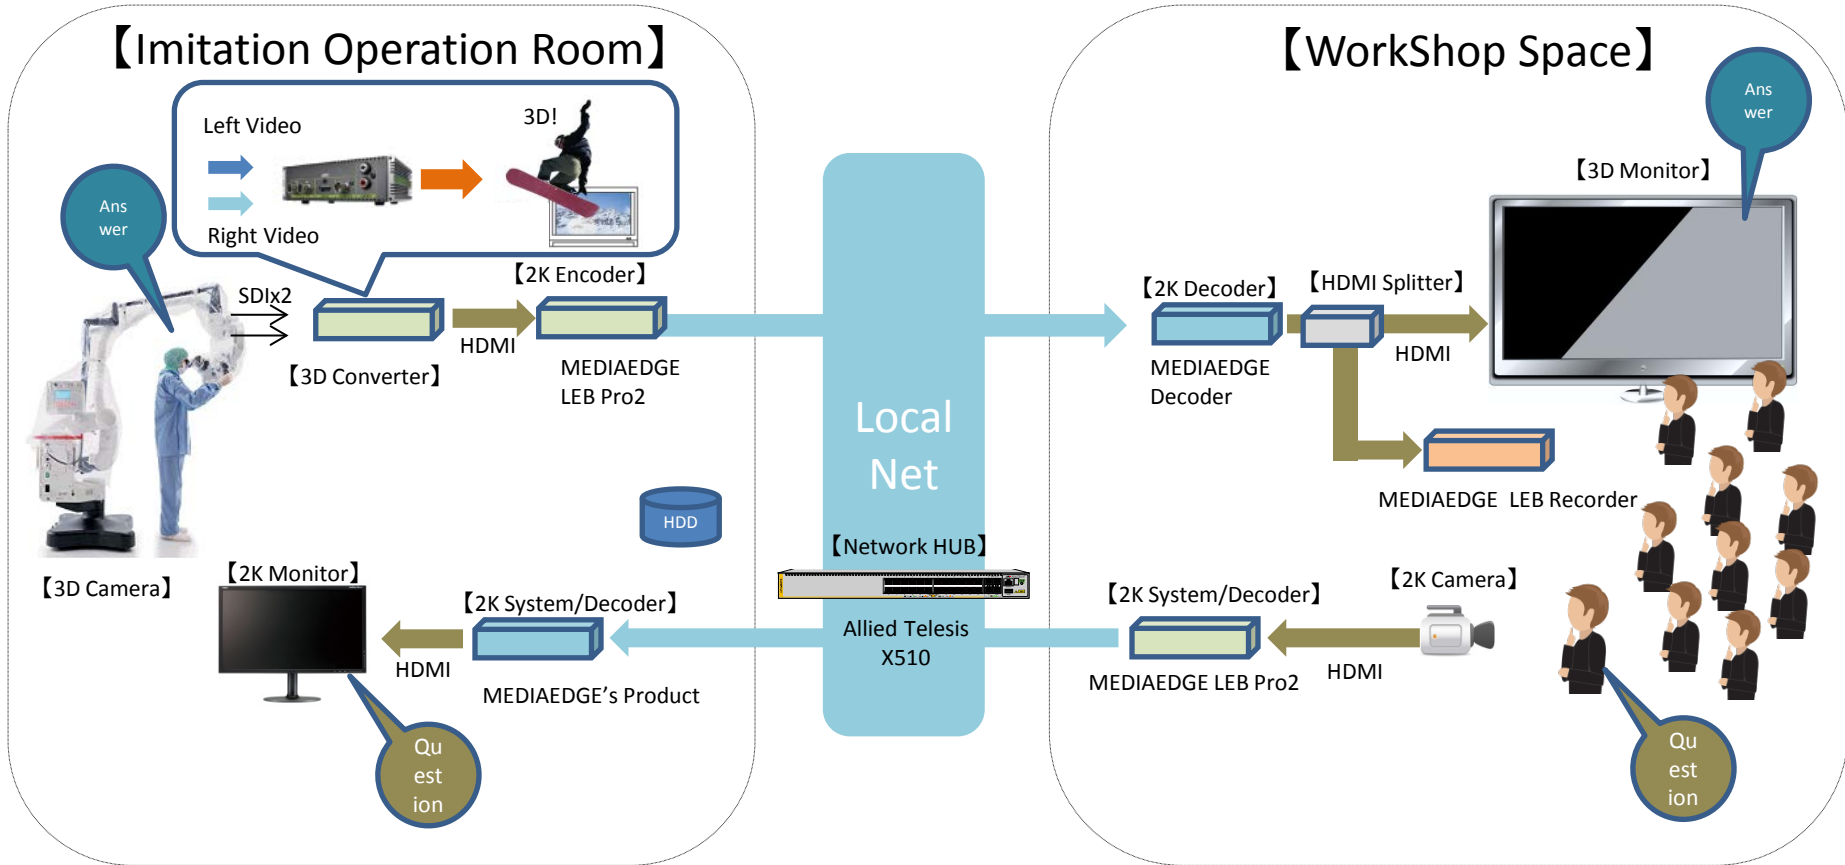 【Imitation Operation Room】
【WorkShop Space】
Left Video
3D!
Right Video
Ans
wer
Ans
wer
【3D Monitor】
【2K Encoder】
SDIx2
HDMI
【3D Converter】
MEDIAEDGE
LEB Pro2
【2K Decoder】
【HDMI Splitter】
HDMI
MEDIAEDGE
Decoder
Local
Net
MEDIAEDGE LEB Recorder
HDD
【Network HUB】
Allied Telesis
X510
【3D Camera】
【2K Monitor】
【2K System/Decoder】
HDMI
MEDIAEDGE's Product
【2K System/Decoder】
【2K Camera】
MEDIAEDGE LEB Pro2
HDMI
Qu
est
ion
Qu
est
ion